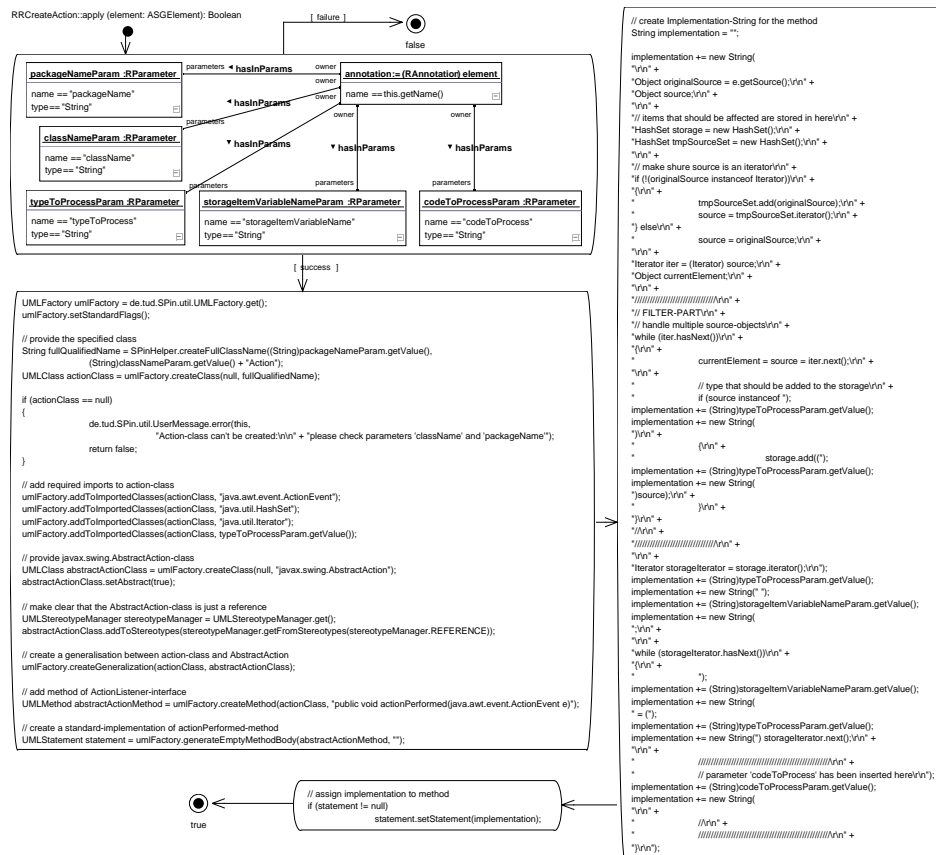 RRCreateAction::apply (element: ASGElement): Boolean
[ failure ]
false
packageNameParam :RParameter
name =="packageName"
type=="String"
parameters ◄ hasInParams owner
annotation:= (RAnnotation) element
name ==this.getName()
owner
owner
◄ hasInParams
parameters
classNameParam :RParameter
name =="className"
type=="String"
▼ hasInParams
parameters
owner
▼ hasInParams
parameters
owner
▼ hasInParams
parameters
typeToProcessParam :RParameter
name =="typeToProcess"
type=="String"
storageItemVariableNameParam :RParameter
name =="storageItemVariableName"
type=="String"
codeToProcessParam :RParameter
name =="codeToProcess"
type=="String"
[ success ]
UMLFactory umlFactory = de.tud.SPin.util.UMLFactory.get();
umlFactory.setStandardFlags();
// provide the specified class
String fullQualifiedName = SPinHelper.createFullClassName((String)packageNameParam.getValue(),
(String)classNameParam.getValue() + "Action");
UMLClass actionClass = umlFactory.createClass(null, fullQualifiedName);
if (actionClass == null)
{
de.tud.SPin.util.UserMessage.error(this,
"Action-class can't be created:\n\n" + "please check parameters 'className' and 'packageName'");
return false;
}
// add required imports to action-class
umlFactory.addToImportedClasses(actionClass, "java.awt.event.ActionEvent");
umlFactory.addToImportedClasses(actionClass, "java.util.HashSet");
umlFactory.addToImportedClasses(actionClass, "java.util.Iterator");
umlFactory.addToImportedClasses(actionClass, typeToProcessParam.getValue());
// provide javax.swing.AbstractAction-class
UMLClass abstractActionClass = umlFactory.createClass(null, "javax.swing.AbstractAction");
abstractActionClass.setAbstract(true);
// make clear that the AbstractAction-class is just a reference
UMLStereotypeManager stereotypeManager = UMLStereotypeManager.get();
abstractActionClass.addToStereotypes(stereotypeManager.getFromStereotypes(stereotypeManager.REFERENCE));
// create a generalisation between action-class and AbstractAction
umlFactory.createGeneralization(actionClass, abstractActionClass);
// add method of ActionListener-interface
UMLMethod abstractActionMethod = umlFactory.createMethod(actionClass, "public void actionPerformed(java.awt.event.ActionEvent e)");
// create a standard-implementation of actionPerformed-method
UMLStatement statement = umlFactory.generateEmptyMethodBody(abstractActionMethod, "");
// create Implementation-String for the method
String implementation = "";
implementation += new String(
"\r\n" +
"Object originalSource = e.getSource();\r\n" +
"Object source;\r\n" +
"\r\n" +
"// items that should be affected are stored in here\r\n" +
"HashSet storage = new HashSet();\r\n" +
"HashSet tmpSourceSet = new HashSet();\r\n" +
"\r\n" +
"// make shure source is an iterator\r\n" +
"if (!(originalSource instanceof Iterator))\r\n" +
"{\r\n" +
" tmpSourceSet.add(originalSource);\r\n" +
" source = tmpSourceSet.iterator();\r\n" +
"} else\r\n" +
" source = originalSource;\r\n" +
"\r\n" +
"Iterator iter = (Iterator) source;\r\n" +
"Object currentElement;\r\n" +
"\r\n" +
"////////////////////////////////\r\n" +
"// FILTER-PART\r\n" +
"// handle multiple source-objects\r\n" +
"while (iter.hasNext())\r\n" +
"{\r\n" +
" currentElement = source = iter.next();\r\n" +
"\r\n" +
" // type that should be added to the storage\r\n" +
" if (source instanceof ");
implementation += (String)typeToProcessParam.getValue();
implementation += new String(
")\r\n" +
" {\r\n" +
" storage.add((");
implementation += (String)typeToProcessParam.getValue();
implementation += new String(
")source);\r\n" +
" }\r\n" +
"}\r\n" +
"//\r\n" +
"////////////////////////////////\r\n" +
"\r\n" +
"Iterator storageIterator = storage.iterator();\r\n");
implementation += (String)typeToProcessParam.getValue();
implementation += new String(" ");
implementation += (String)storageItemVariableNameParam.getValue();
implementation += new String(
";\r\n" +
"\r\n" +
"while (storageIterator.hasNext())\r\n" +
"{\r\n" +
" ");
implementation += (String)storageItemVariableNameParam.getValue();
implementation += new String(
" = (");
implementation += (String)typeToProcessParam.getValue();
implementation += new String(") storageIterator.next();\r\n" +
"\r\n" +
" ////////////////////////////////////////////////////\r\n" +
" // parameter 'codeToProcess' has been inserted here\r\n");
implementation += (String)codeToProcessParam.getValue();
implementation += new String(
"\r\n" +
" //\r\n" +
" ////////////////////////////////////////////////////\r\n" +
"}\r\n");
// assign implementation to method
if (statement != null)
statement.setStatement(implementation);
true